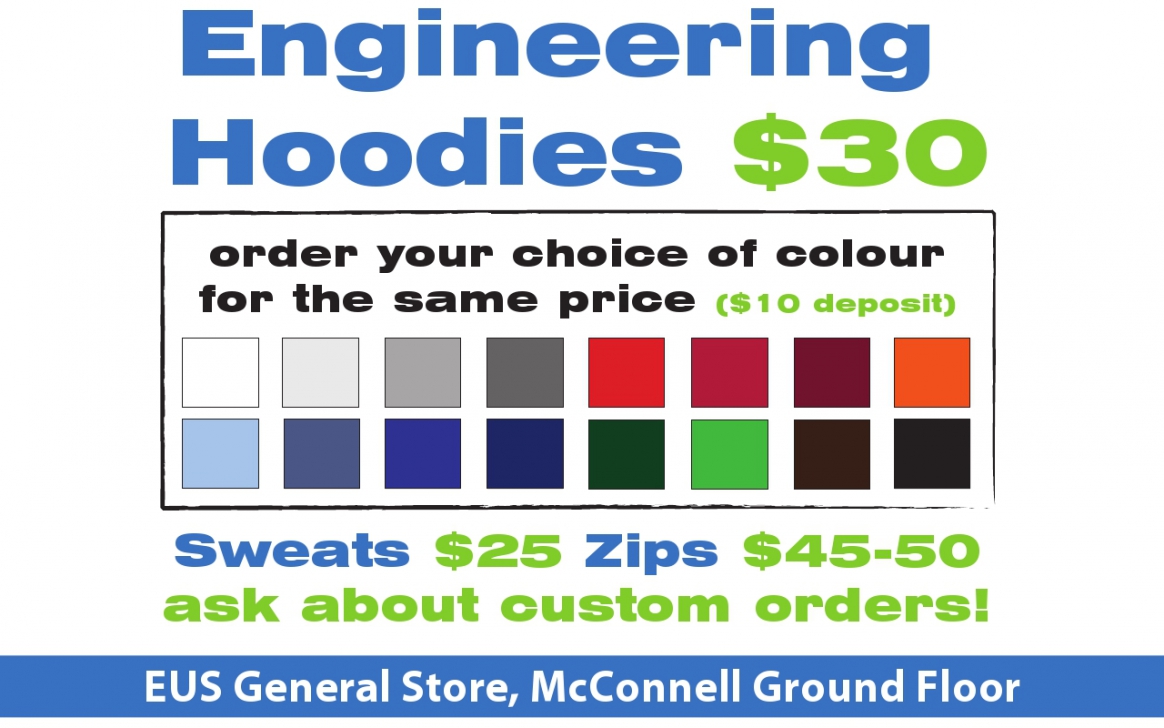 Engineering
Hoodies $30
order your choice of colour
for the same price ($10 deposit)
Sweats $25 Zips $45-50
ask about custom orders!
EUS General Store, McConnell Ground Floor